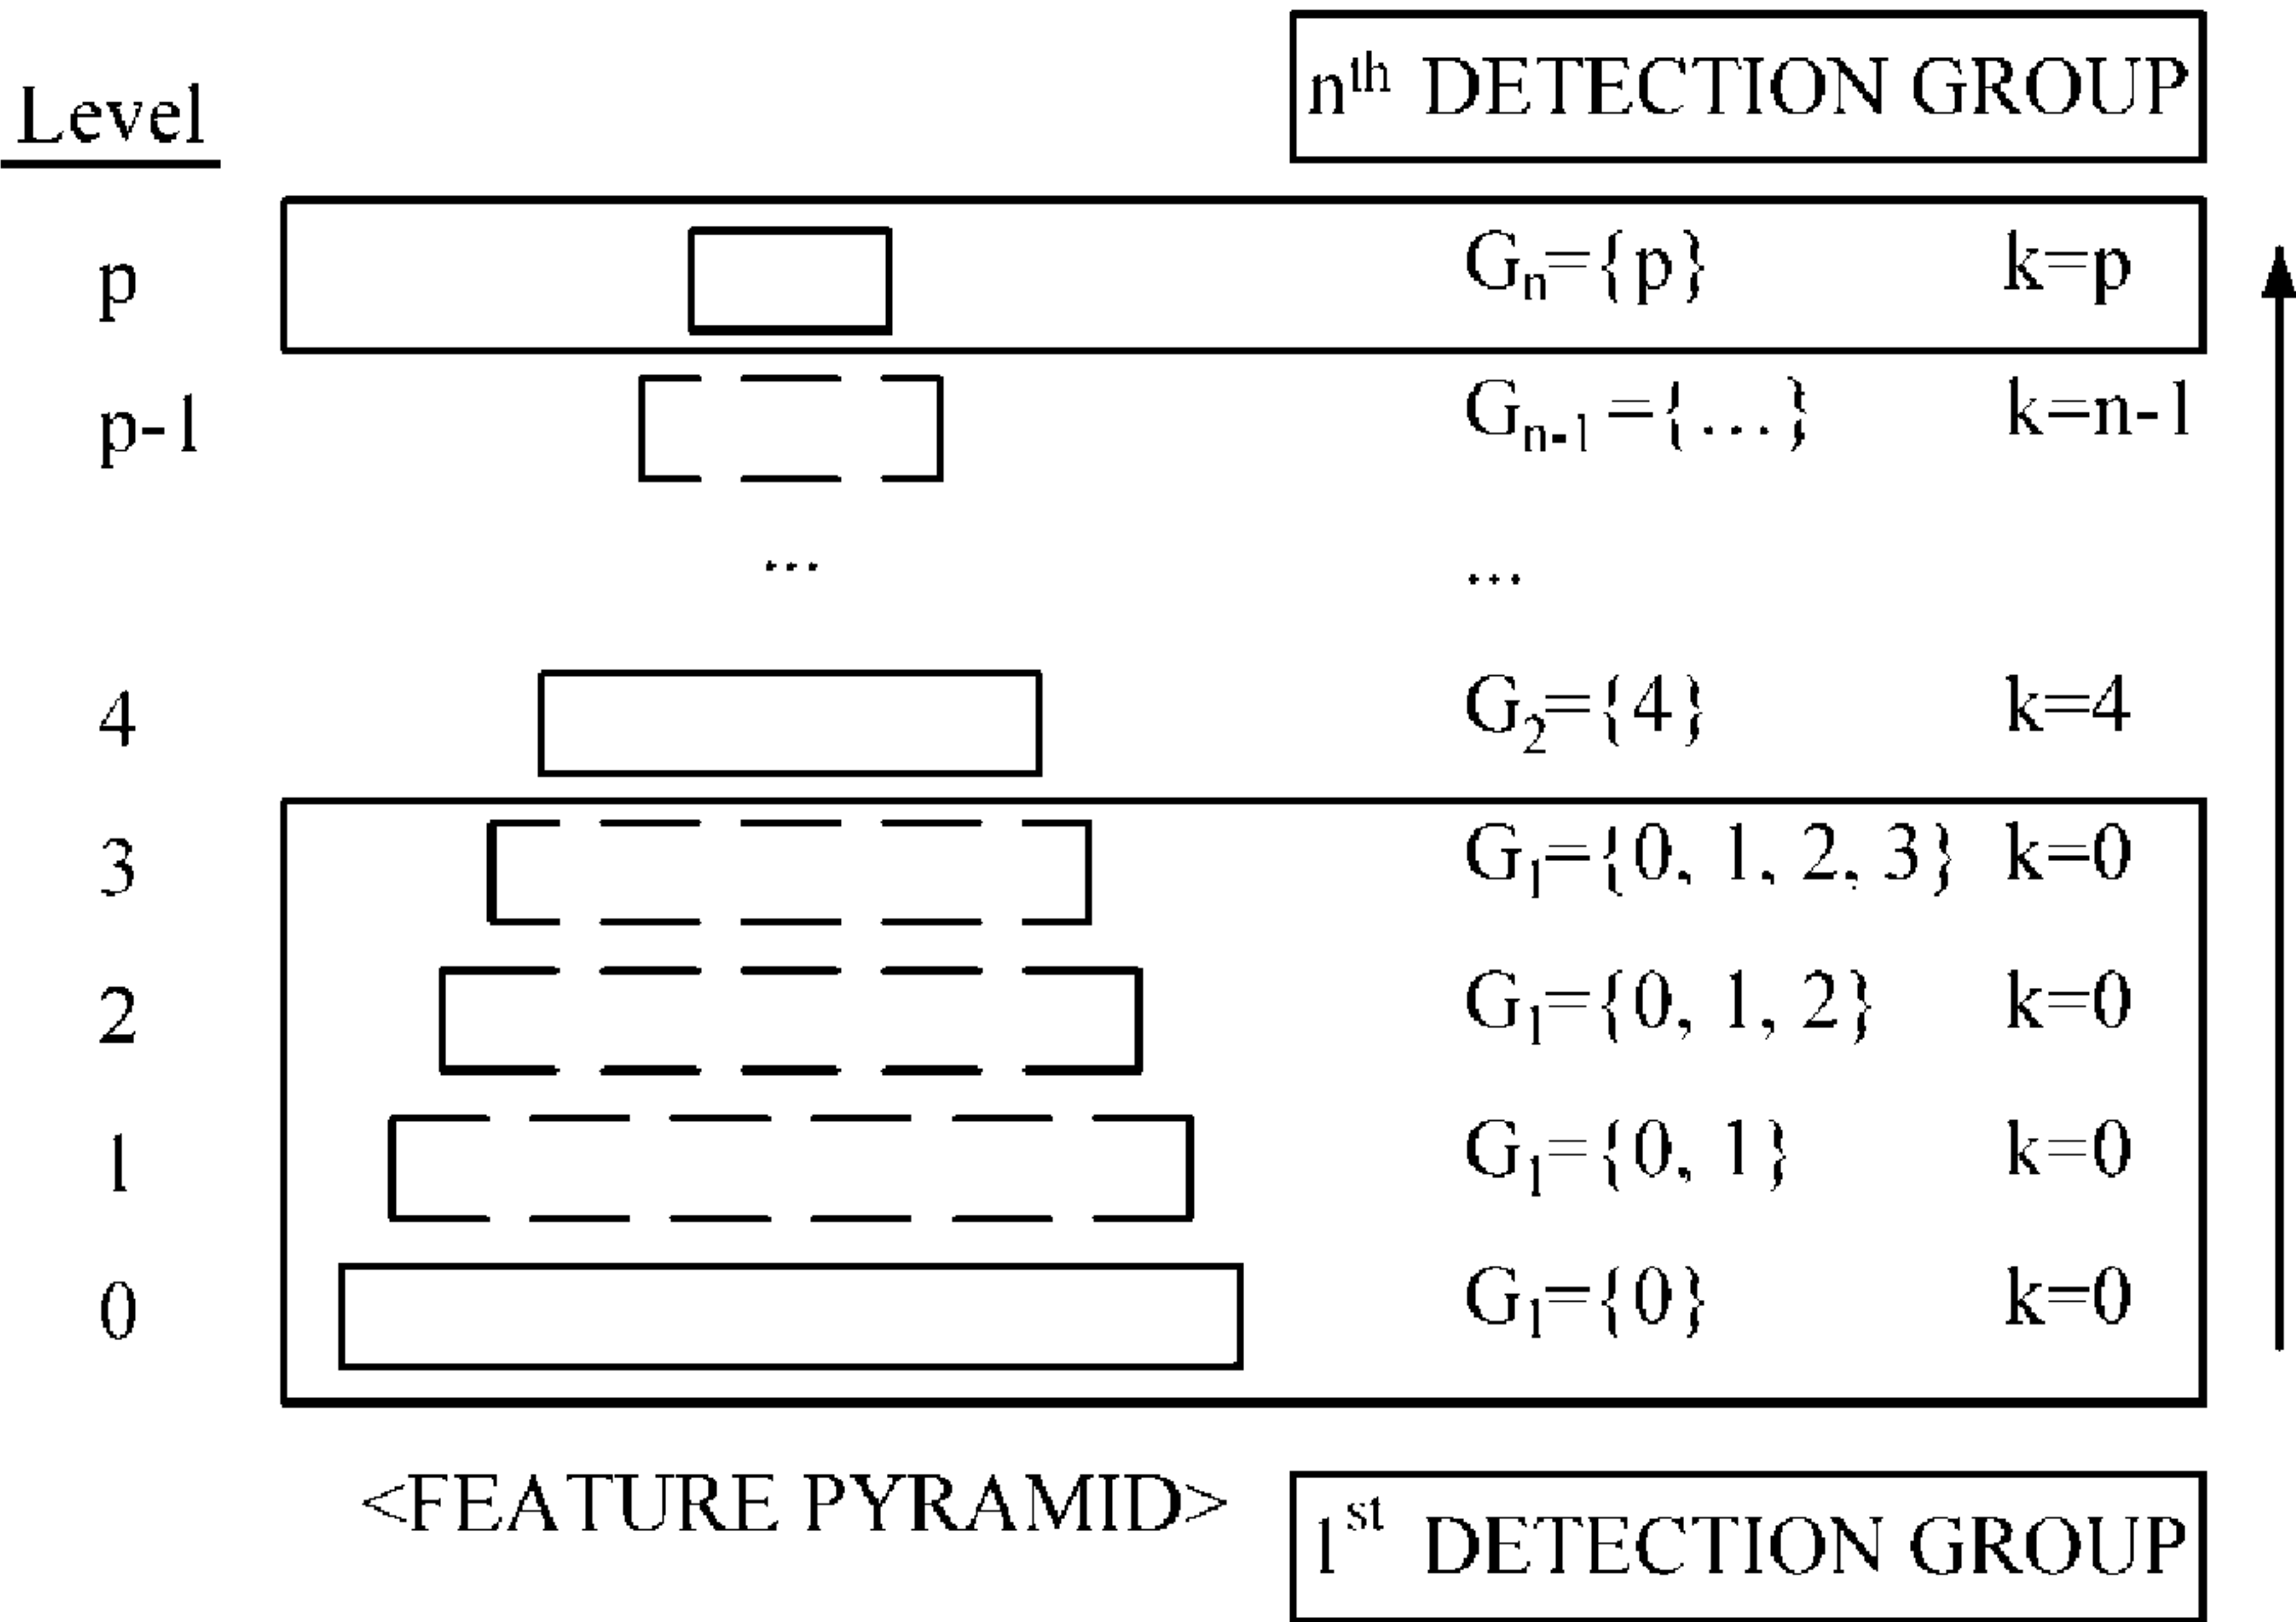 nth DETECTION GROUP
Level
p Gn={p} k=p
p-1 Gn-1={...} k=n-1
... ...
4 G2={4} k=4
3 G1={0, 1, 2, 3} k=0
2 G1={0, 1, 2} k=0
1 G1={0, 1} k=0
0 G1={0} k=0
<FEATURE PYRAMID>
1st DETECTION GROUP